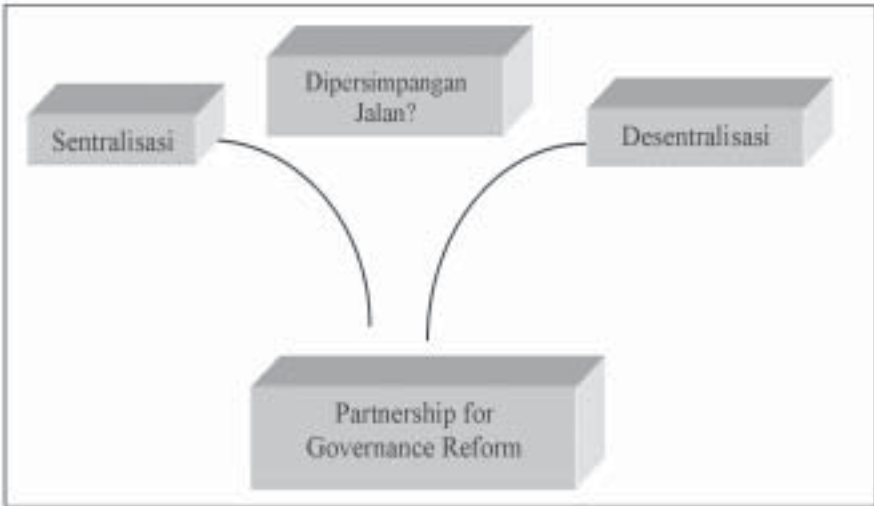 Dipersimpangan
Jalan?
Sentralisasi
Desentralisasi
Partnership for
Governance Reform